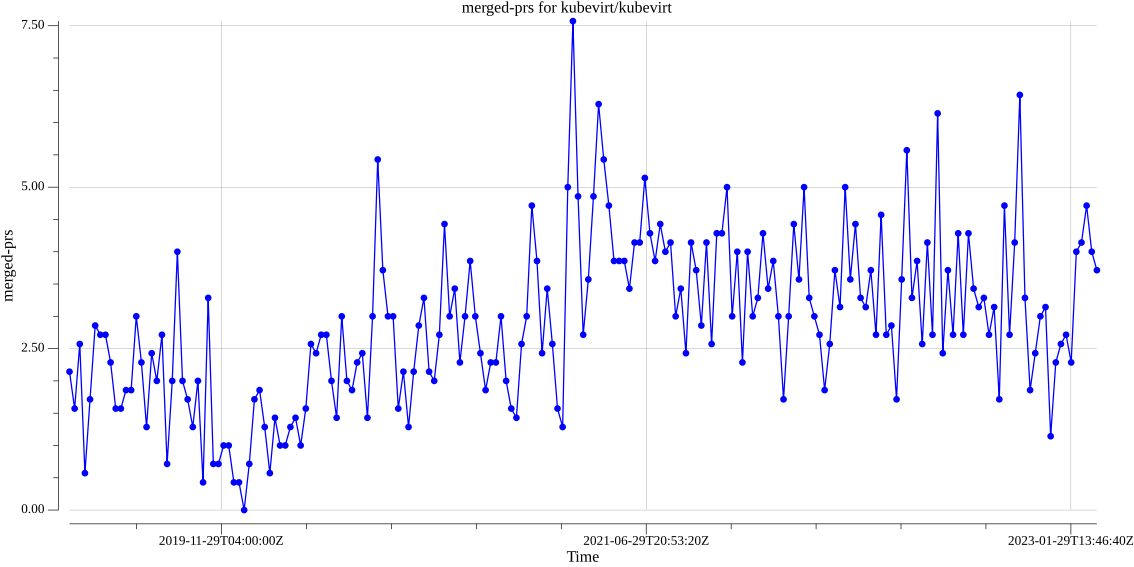 merged-prs for kubevirt/kubevirt
7.50
5.00
2.50
0.00
merged-prs
2019-11-29T04:00:00Z
2021-06-29T20:53:20Z
2023-01-29T13:46:40Z
Time